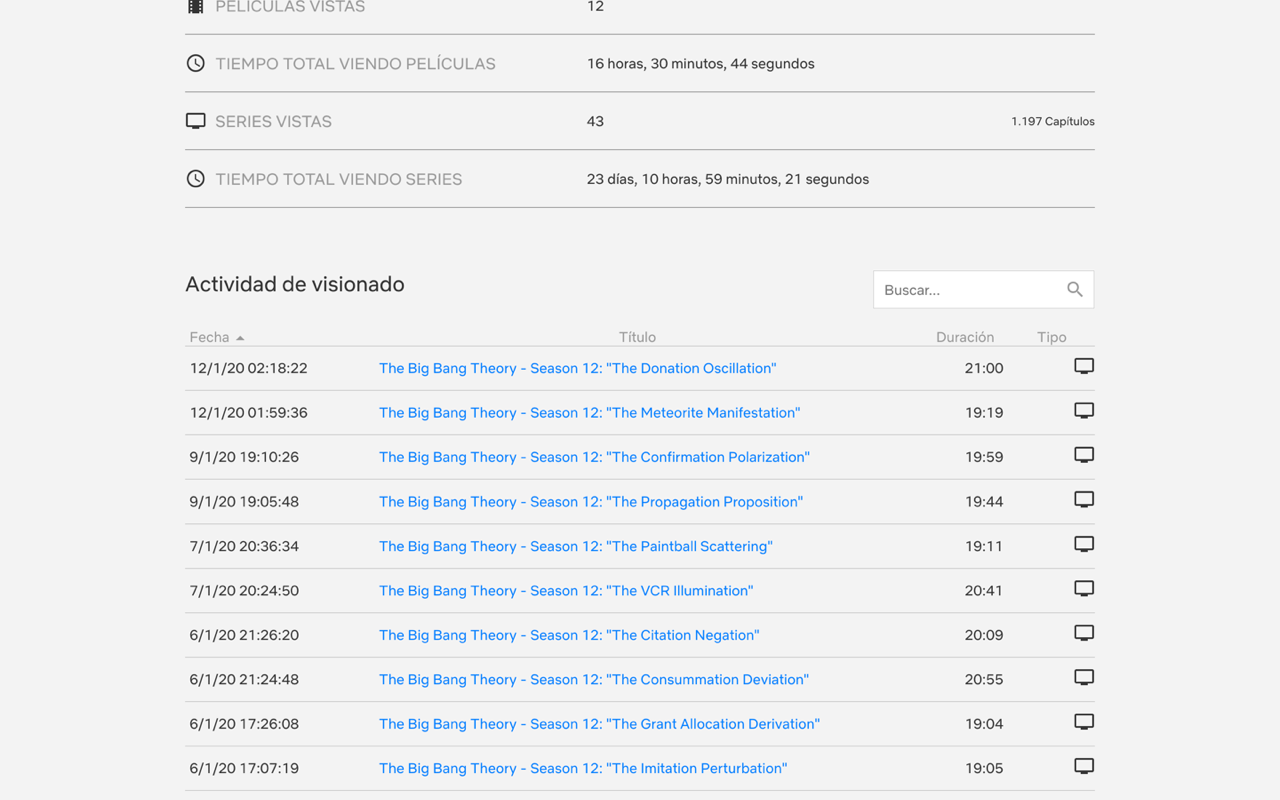 PELÍCULAS VISTAS 12
TIEMPO TOTAL VIENDO PELÍCULAS 16 horas, 30 minutos, 44 segundos
SERIES VISTAS 43 1.197 Capítulos
TIEMPO TOTAL VIENDO SERIES 23 días, 10 horas, 59 minutos, 21 segundos
Actividad de visionado Buscar...
Fecha Título Duración Tipo
12/1/20 02:18:22 The Big Bang Theory - Season 12: "The Donation Oscillation" 21:00
12/1/20 01:59:36 The Big Bang Theory - Season 12: "The Meteorite Manifestation" 19:19
9/1/20 19:10:26 The Big Bang Theory - Season 12: "The Confirmation Polarization" 19:59
9/1/20 19:05:48 The Big Bang Theory - Season 12: "The Propagation Proposition" 19:44
7/1/20 20:36:34 The Big Bang Theory - Season 12: "The Paintball Scattering" 19:11
7/1/20 20:24:50 The Big Bang Theory - Season 12: "The VCR Illumination" 20:41
6/1/20 21:26:20 The Big Bang Theory - Season 12: "The Citation Negation" 20:09
6/1/20 21:24:48 The Big Bang Theory - Season 12: "The Consummation Deviation" 20:55
6/1/20 17:26:08 The Big Bang Theory - Season 12: "The Grant Allocation Derivation" 19:04
6/1/20 17:07:19 The Big Bang Theory - Season 12: "The Imitation Perturbation" 19:05